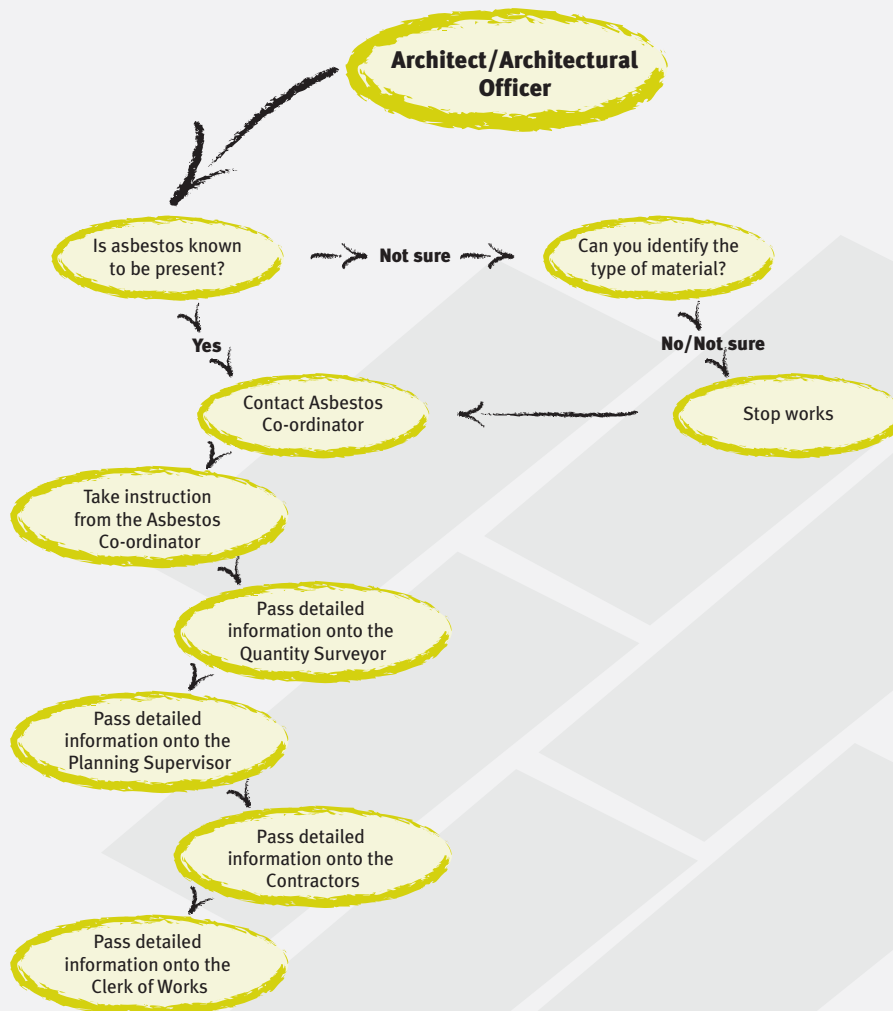 Architect/Architectural
Officer
Is asbestos known
to be present?
Not sure
Can you identify the
type of material?
Yes
No/Not sure
Contact Asbestos
Co-ordinator
Stop works
Take instruction
from the Asbestos
Co-ordinator
Pass detailed
information onto the
Quantity Surveyor
Pass detailed
information onto the
Planning Supervisor
Pass detailed
information onto the
Contractors
Pass detailed
information onto the
Clerk of Works